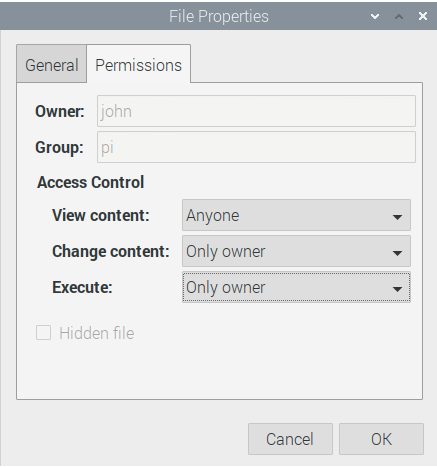 File Properties
General Permissions
Owner: john
Group: pi
Access Control
View content: Anyone
Change content: Only owner
Execute: Only owner
Hidden file
Cancel OK